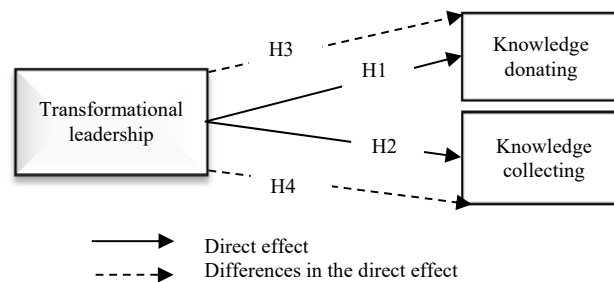 H3
Knowledge
donating
H1
Transformational
leadership
H2
Knowledge
collecting
H4
Direct effect
Differences in the direct effect